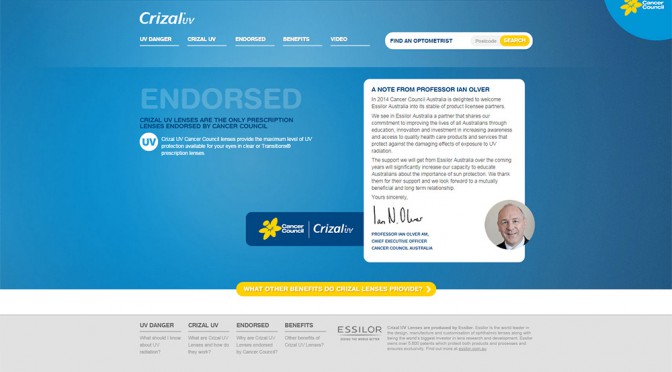 Crizal UV
Cancer
Council
UV DANGER
CRIZAL UV
ENDORSED
BENEFITS
VIDEO
FIND AN OPTOMETRIST
Postcode
SEARCH
ENDORSED
CRIZAL UV LENSES ARE THE ONLY PRESCRIPTION
LENSES ENDORSED BY CANCER COUNCIL
UV
Crizal UV Cancer Council lenses provide the maximum level of UV
protection available for your eyes in clear or Transitions®
prescription lenses.
A NOTE FROM PROFESSOR IAN OLVER
In 2014 Cancer Council Australia is delighted to welcome
Essilor Australia into its stable of product licensee partners.
We see in Essilor Australia a partner that shares our
commitment to improving the lives of all Australians through
education, innovation and investment in increasing awareness
and access to quality health care products and services that
protect against the damaging effects of exposure to UV
radiation.
The support we will get from Essilor Australia over the coming
years will significantly increase our capacity to educate
Australians about the importance of sun protection. We thank
them for their support and we look forward to a mutually
beneficial and long term relationship.
Yours sincerely,
Ian N. Olver
PROFESSOR IAN OLVER AM,
CHIEF EXECUTIVE OFFICER
CANCER COUNCIL AUSTRALIA
Cancer
Council
Crizal UV
WHAT OTHER BENEFITS DO CRIZAL LENSES PROVIDE?
UV DANGER
What should I know
about UV
radiation?
CRIZAL UV
What are Crizal UV
Lenses and how do
they work?
ENDORSED
Why are Crizal UV
Lenses endorsed
by Cancer Council?
BENEFITS
Other benefits of
Crizal UV Lenses?
ESSILOR
SEEING THE WORLD BETTER
Crizal UV Lenses are produced by Essilor. Essilor is the world leader in
the design, manufacture and customisation of ophthalmic lenses along with
being the world's biggest investor in lens research and development. Essilor
owns over
patents which protect both products and processes and
ensures exclusivity. Find out more at essilor.com.au